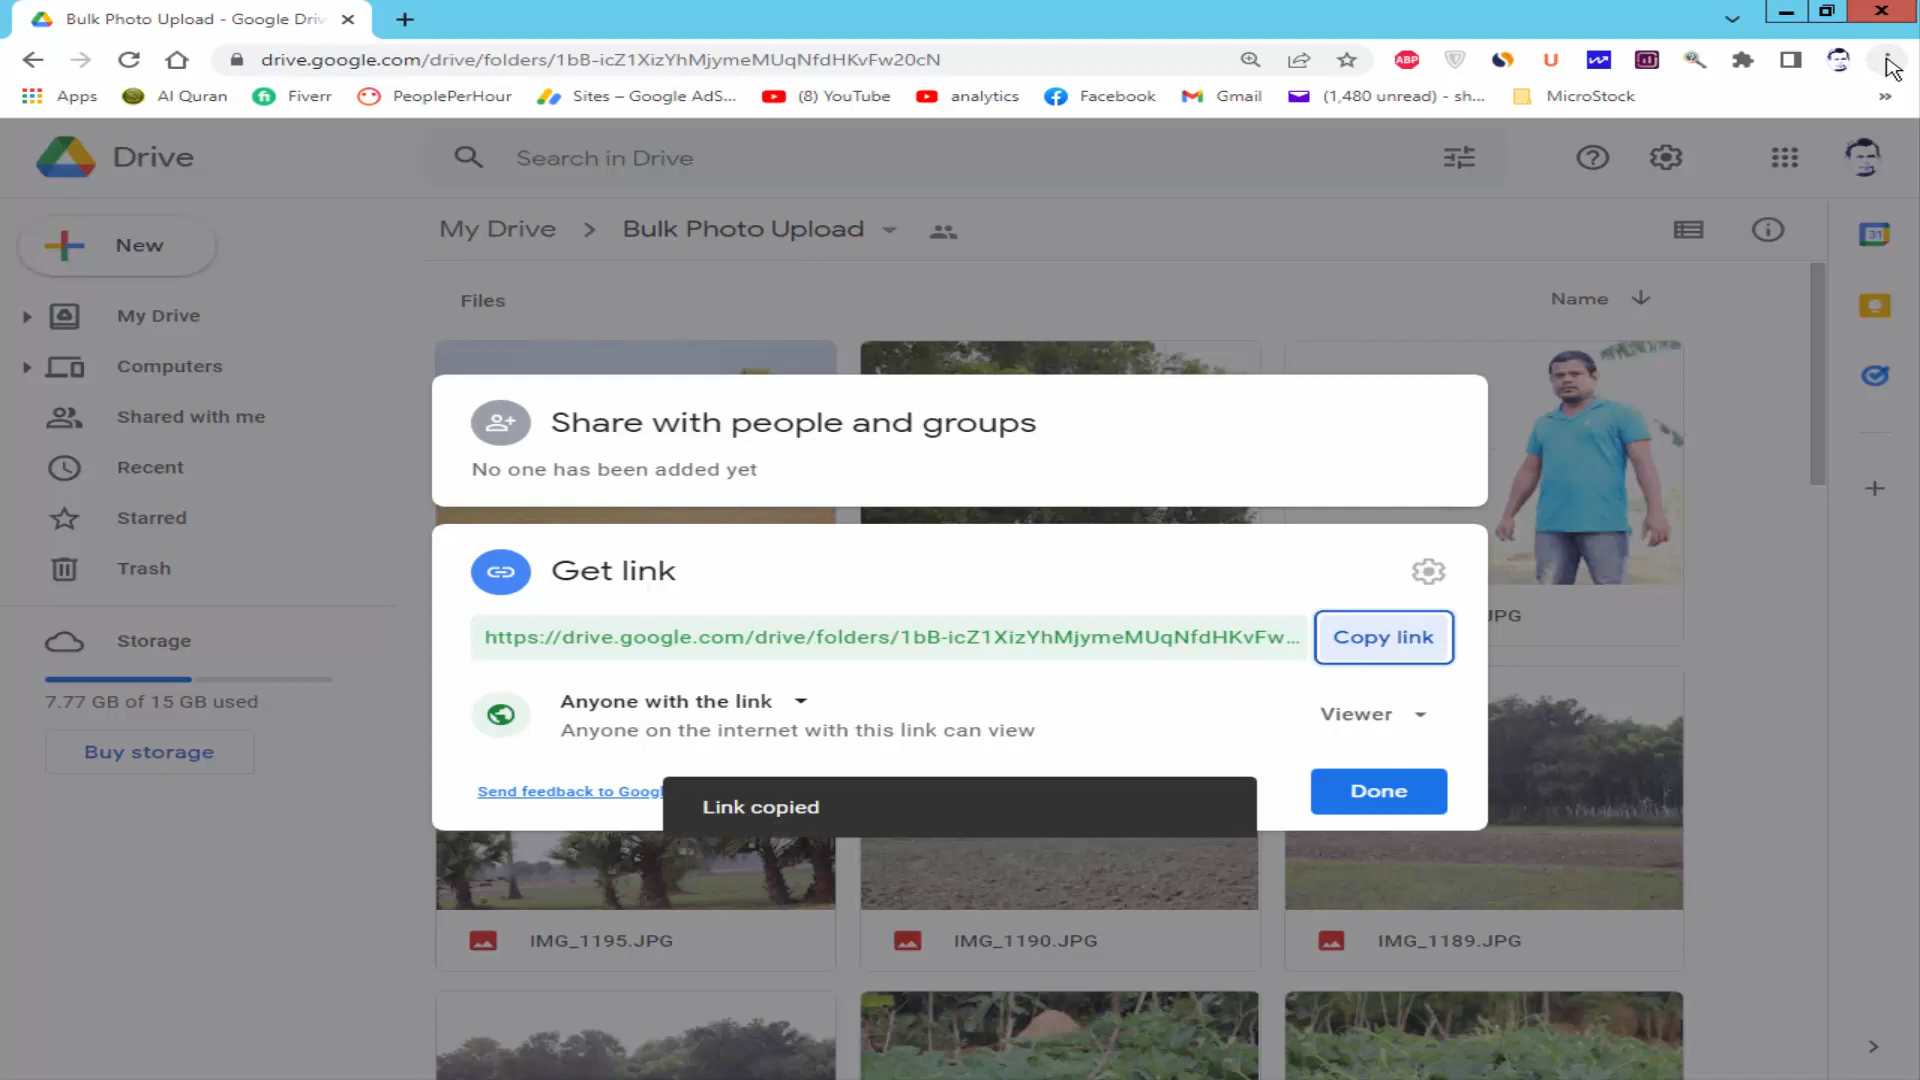 Bulk Photo Upload - Google Driv
drive.google.com/drive/folders/1bB-icZ1XizYhMjymeMUqNfdHKvFw20cN
ABP
U
Apps
Al Quran
fi
Fiverr
PeoplePerHour
Sites – Google AdS...
(8) YouTube
analytics
Facebook
Gmail
(1,480 unread) - sh...
MicroStock
»
Drive
Search in Drive
New
My Drive > Bulk Photo Upload
31
Files
Name
My Drive
Computers
Shared with me
Recent
Starred
Trash
Storage
7.77 GB of 15 GB used
Buy storage
Share with people and groups
No one has been added yet
Get link
https://drive.google.com/drive/folders/1bB-icZ1XizYhMjymeMUqNfdHKvFw...
Copy link
JPG
Anyone with the link
Anyone on the internet with this link can view
Viewer
Send feedback to Googl
Link copied
Done
IMG_1195.JPG
IMG_1190.JPG
IMG_1189.JPG